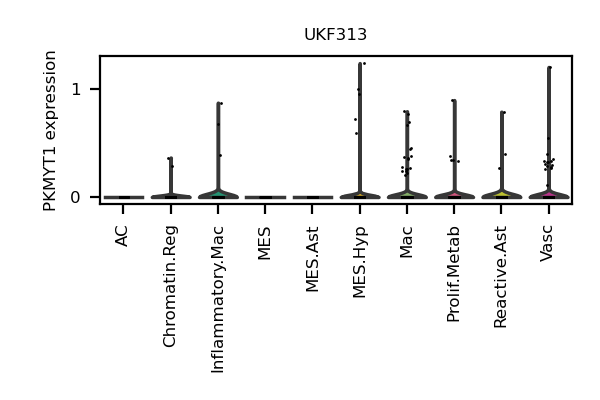 UKF313
PKMYT1 expression
1
0
AC
Chromatin.Reg
Inflammatory.Mac
MES
MES.Ast
MES.Hyp
Mac
Prolif.Metab
Reactive.Ast
Vasc